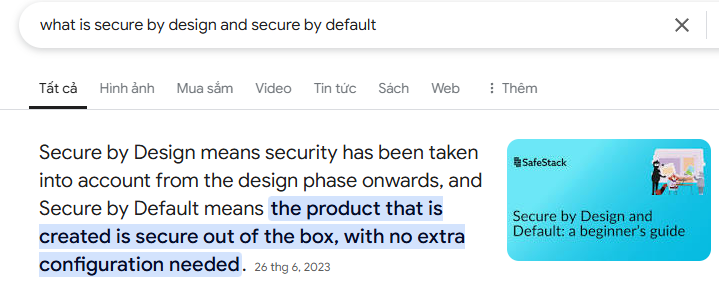 what is secure by design and secure by default
Tất cả Hình ảnh Mua sắm Video Tin tức Sách Web Thêm
Secure by Design means security has been taken
into account from the design phase onwards, and
Secure by Default means the product that is
created is secure out of the box, with no extra
configuration needed. 26 thg 6, 2023
SafeStack
Secure by Design and
Default: a beginner's guide